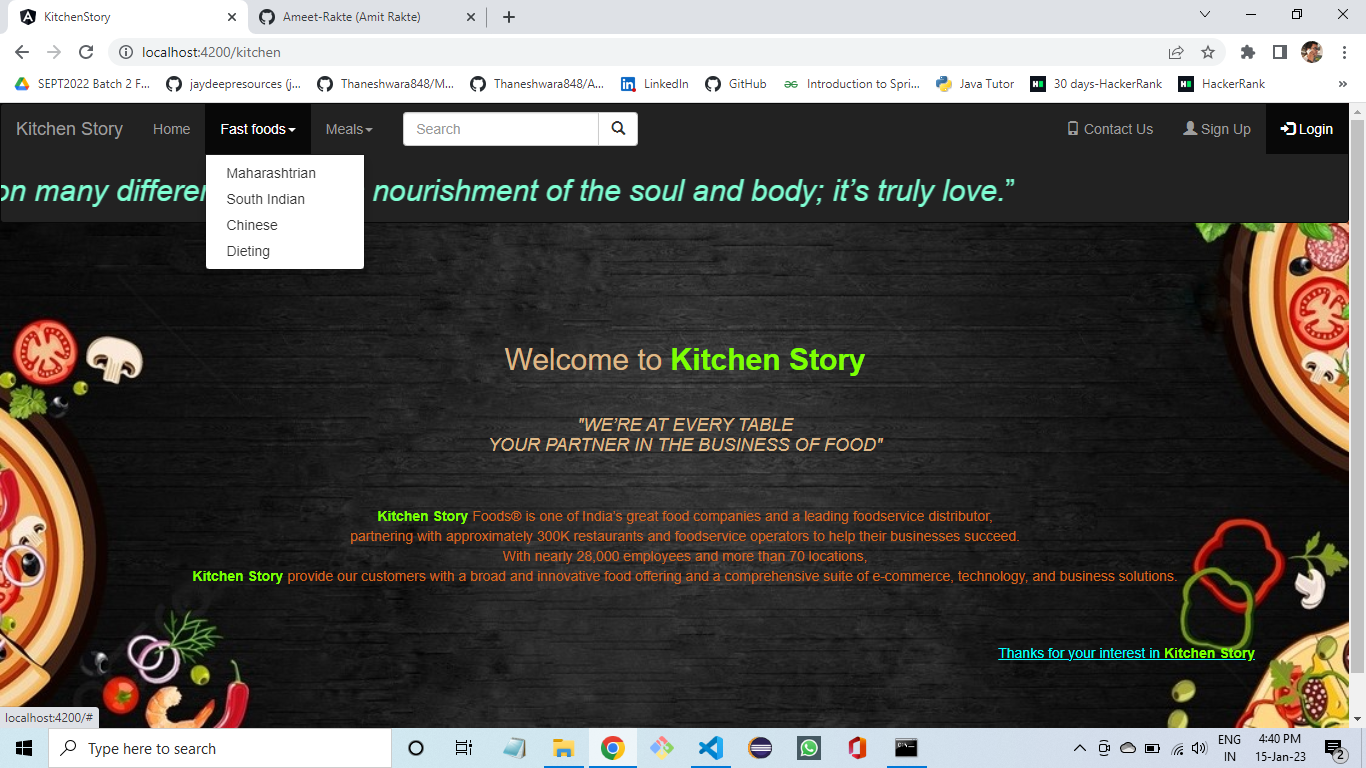 KitchenStory
Ameet-Rakte (Amit Rakte)
localhost:4200/kitchen
SEPT2022 Batch 2 F...
jaydeepresources (j...
Thaneshwara848/M...
Thaneshwara848/A...
LinkedIn
GitHub
Introduction to Spri...
Java Tutor
30 days-HackerRank
HackerRank
»
Kitchen Story
Home
Fast foods
Meals
Search
Contact Us
Sign Up
Login
Maharashtrian
South Indian
Chinese
Dieting
on many differen nourishment of the soul and body; it’s truly love.”
Welcome to Kitchen Story
"WE'RE AT EVERY TABLE
YOUR PARTNER IN THE BUSINESS OF FOOD"
Kitchen Story Foods® is one of India's great food companies and a leading foodservice distributor,
partnering with approximately 300K restaurants and foodservice operators to help their businesses succeed.
With nearly 28,000 employees and more than 70 locations,
Kitchen Story provide our customers with a broad and innovative food offering and a comprehensive suite of e-commerce, technology, and business solutions.
Thanks for your interest in Kitchen Story
localhost:4200/#
Type here to search
ENG
IN
4:40 PM
15-Jan-23
2